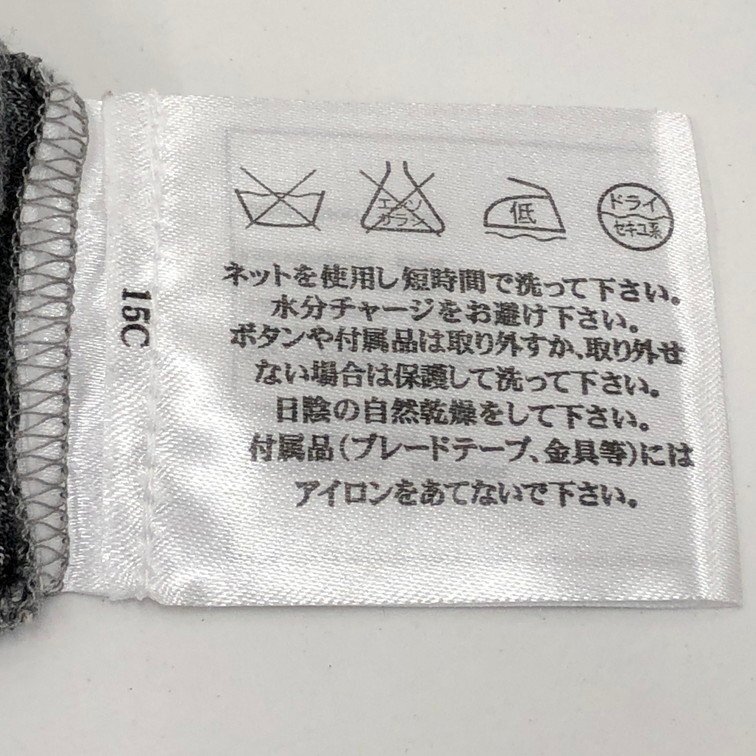 エンソ
サラシ
低
ドライ
セキユ系
ネットを使用し短時間で洗って下さい。
水分チャージをお避け下さい。
ボタンや付属品は取り外すか、取り外せ
ない場合は保護して洗って下さい。
日陰の自然乾燥をして下さい。
付属品(ブレードテープ、金具等)には
アイロンをあてないで下さい。
15C